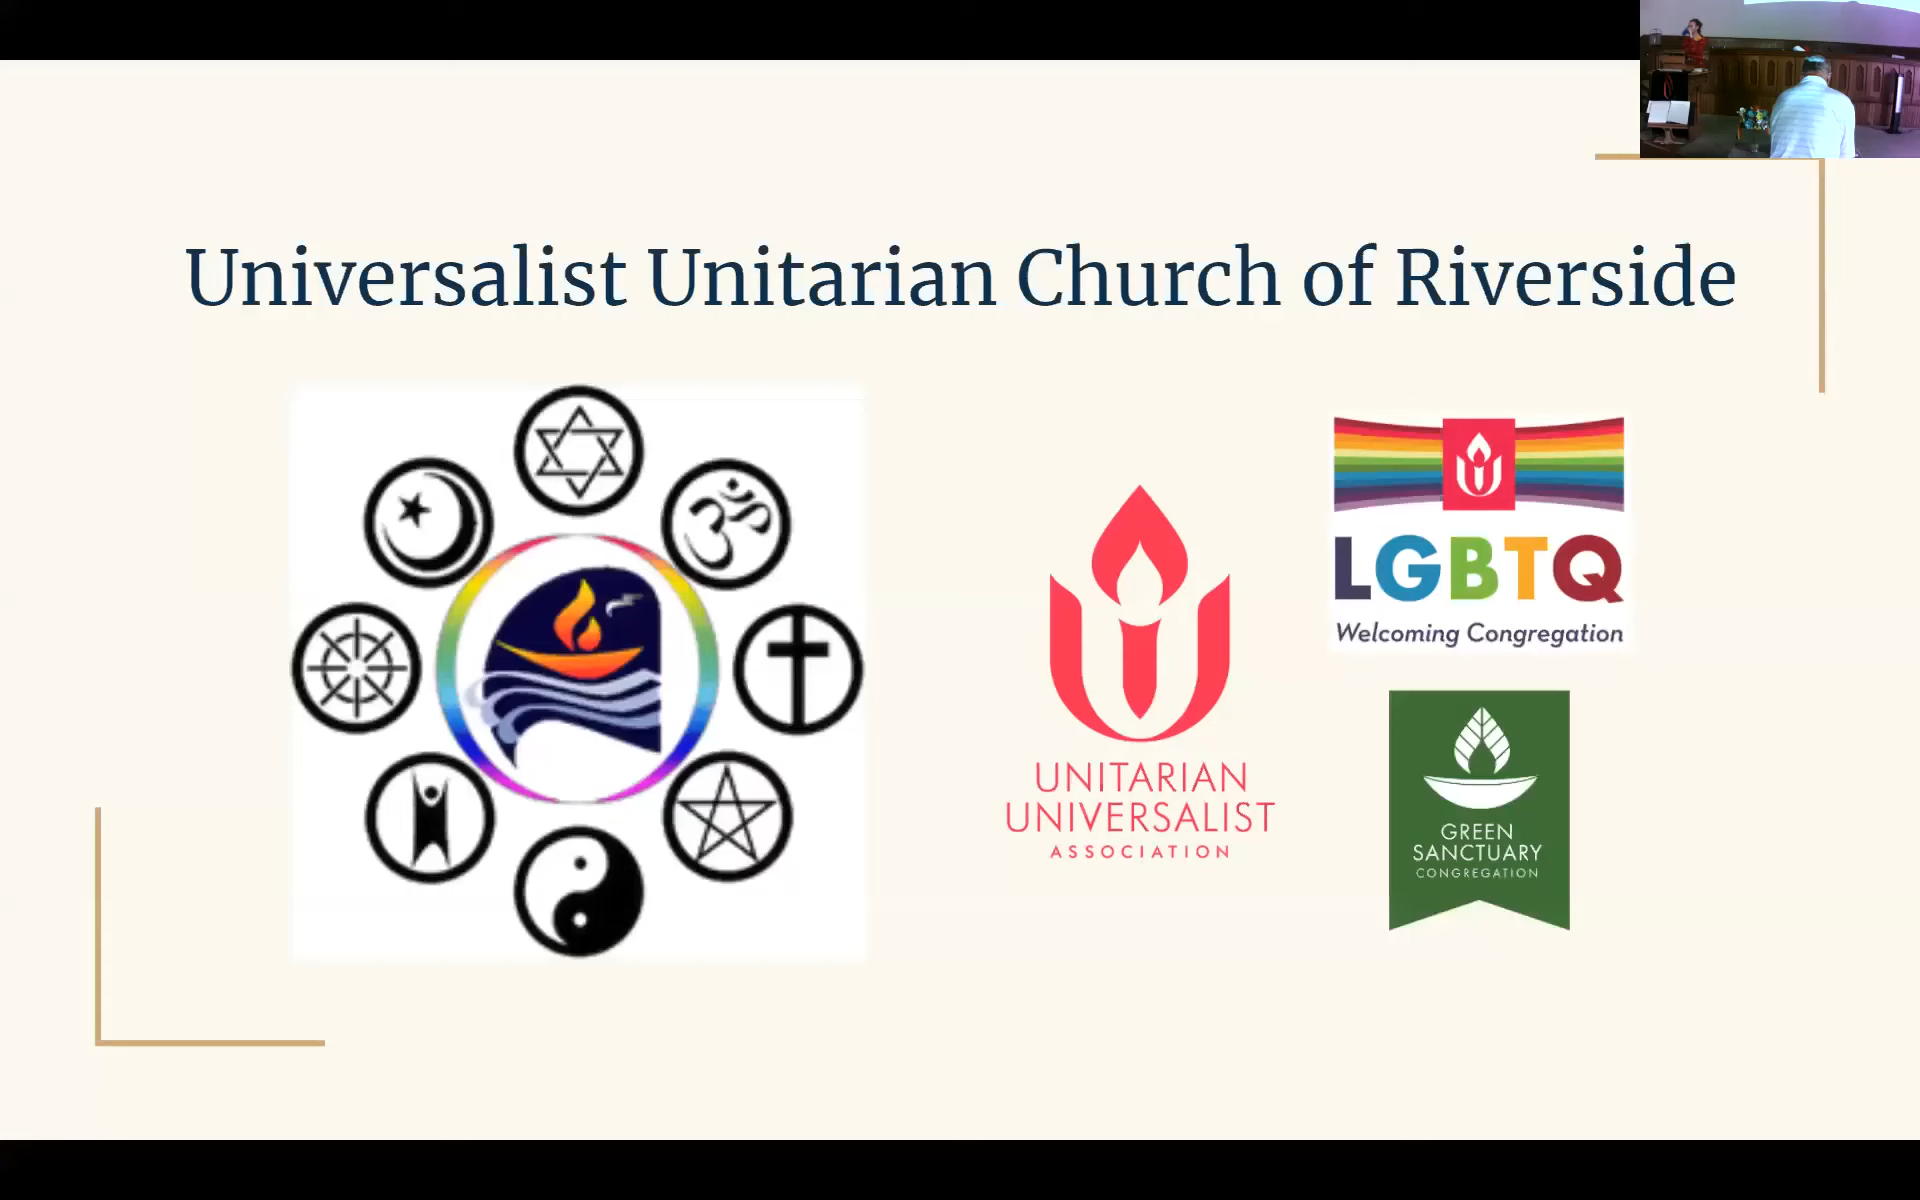 Universalist Unitarian Church of Riverside
UNITARIAN
UNIVERSALIST
ASSOCIATION
LGBTQ
Welcoming Congregation
GREEN
SANCTUARY
CONGREGATION